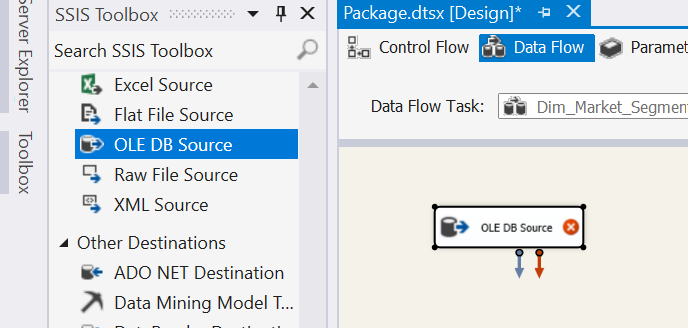 Server Explorer
Toolbox
SSIS Toolbox
Search SSIS Toolbox
Excel Source
Flat File Source
OLE DB Source
Raw File Source
XML Source
Other Destinations
ADO NET Destination
Data Mining Model T...
Package.dtsx [Design]*
Control Flow
Data Flow
Paramet
Data Flow Task:
Dim_Market_Segmen
OLE DB Source